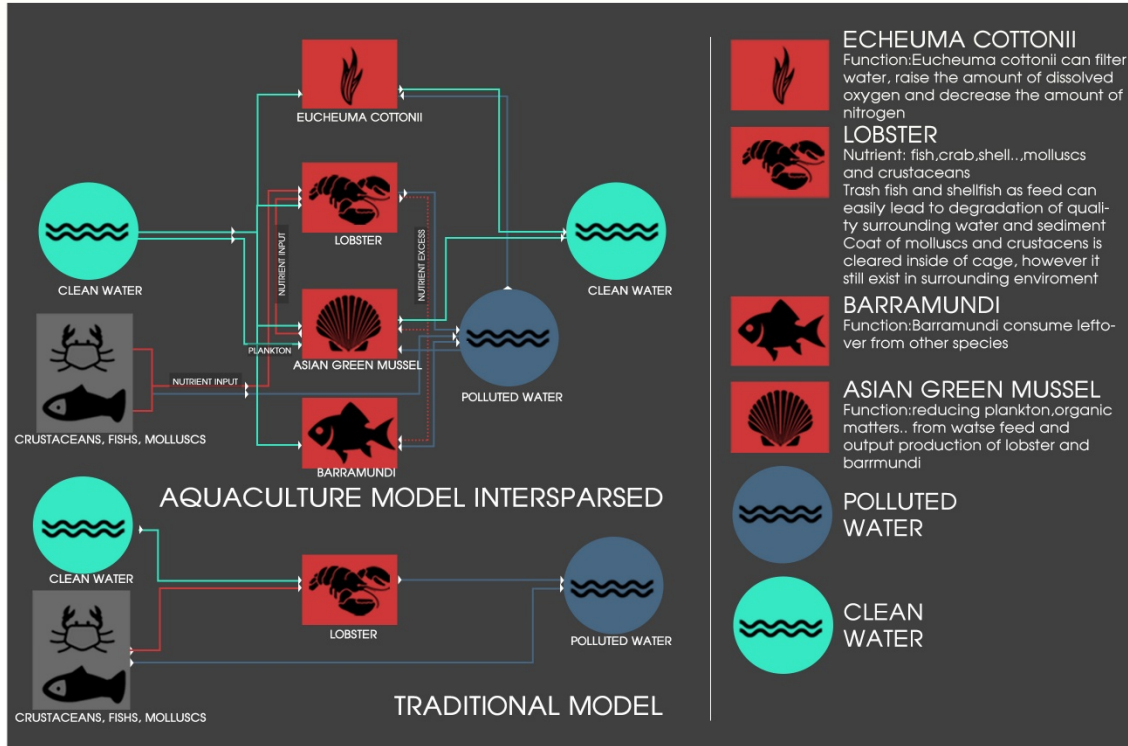 EUCHEUMA COTTONII
LOBSTER
CLEAN WATER
NUTRIENT INPUT
NUTRIENT EXCESS
CLEAN WATER
PLANKTON
ASIAN GREEN MUSSEL
NUTRIENT INPUT
POLLUTED WATER
CRUSTACEANS, FISHS, MOLLUSCS
BARRAMUNDI
AQUACULTURE MODEL INTERSPARSED
CLEAN WATER
LOBSTER
POLLUTED WATER
CRUSTACEANS, FISHS, MOLLUSCS
TRADITIONAL MODEL
ECHEUMA COTTONII
Function:Eucheuma cottonii can filter
water, raise the amount of dissolved
oxygen and decrease the amount of
nitrogen
LOBSTER
Nutrient: fish,crab,shell..,molluscs
and crustaceans
Trash fish and shellfish as feed can
easily lead to degradation of quali-
ty surrounding water and sediment
Coat of molluscs and crustacens is
cleared inside of cage, however it
still exist in surrounding enviroment
BARRAMUNDI
Function:Barramundi consume lefto-
ver from other species
ASIAN GREEN MUSSEL
Function:reducing plankton,organic
matters.. from watse feed and
output production of lobster and
barrmundi
POLLUTED
WATER
CLEAN
WATER